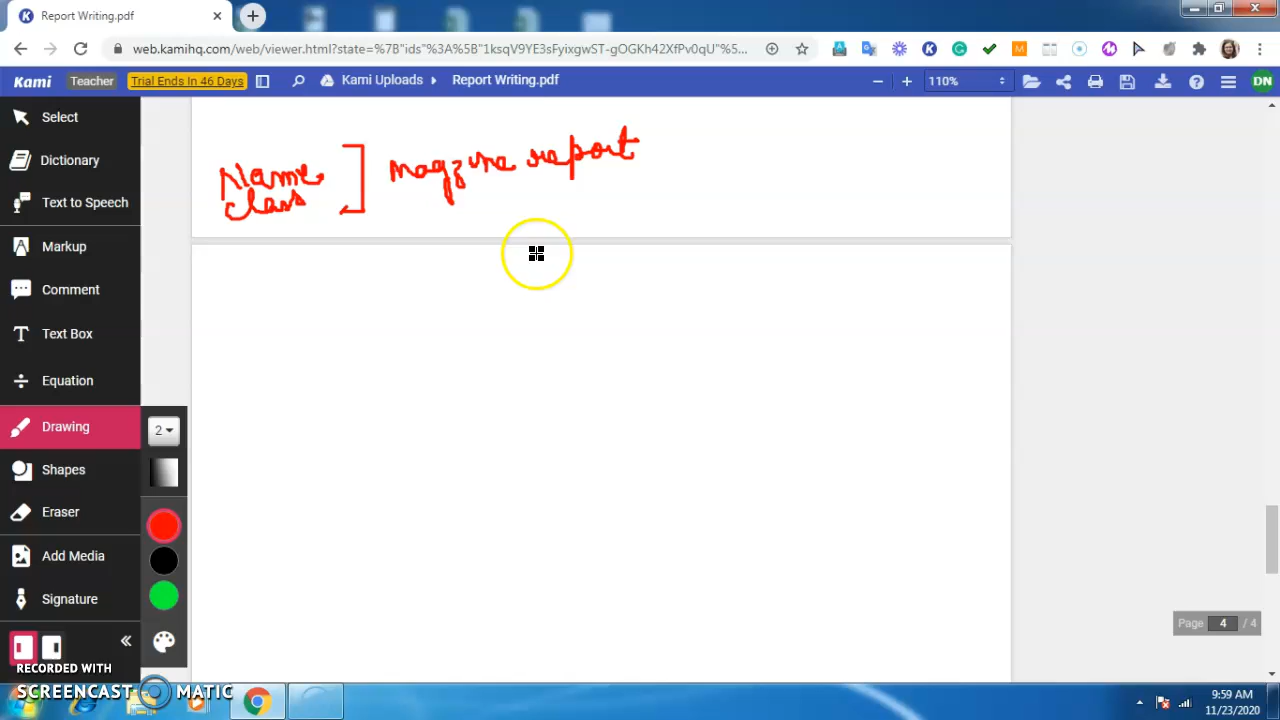 Report Writing.pdf
web.kamihq.com/web/viewer.html?state=%7B"ids"%3A%5B"1ksqV9YE3sFyixgwST-gOGKh42XfPv0qU"%5...
Kami Teacher Trial Ends In 46 Days Kami Uploads Report Writing.pdf 110% DN
Select
Dictionary
Text to Speech
Markup
Comment
Text Box
Equation
Drawing
Shapes
Eraser
Add Media
Signature
2
Name
class
] magzine report
Page 4 / 4
RECORDED WITH
SCREENCAST MATIC
9:59 AM
11/23/2020